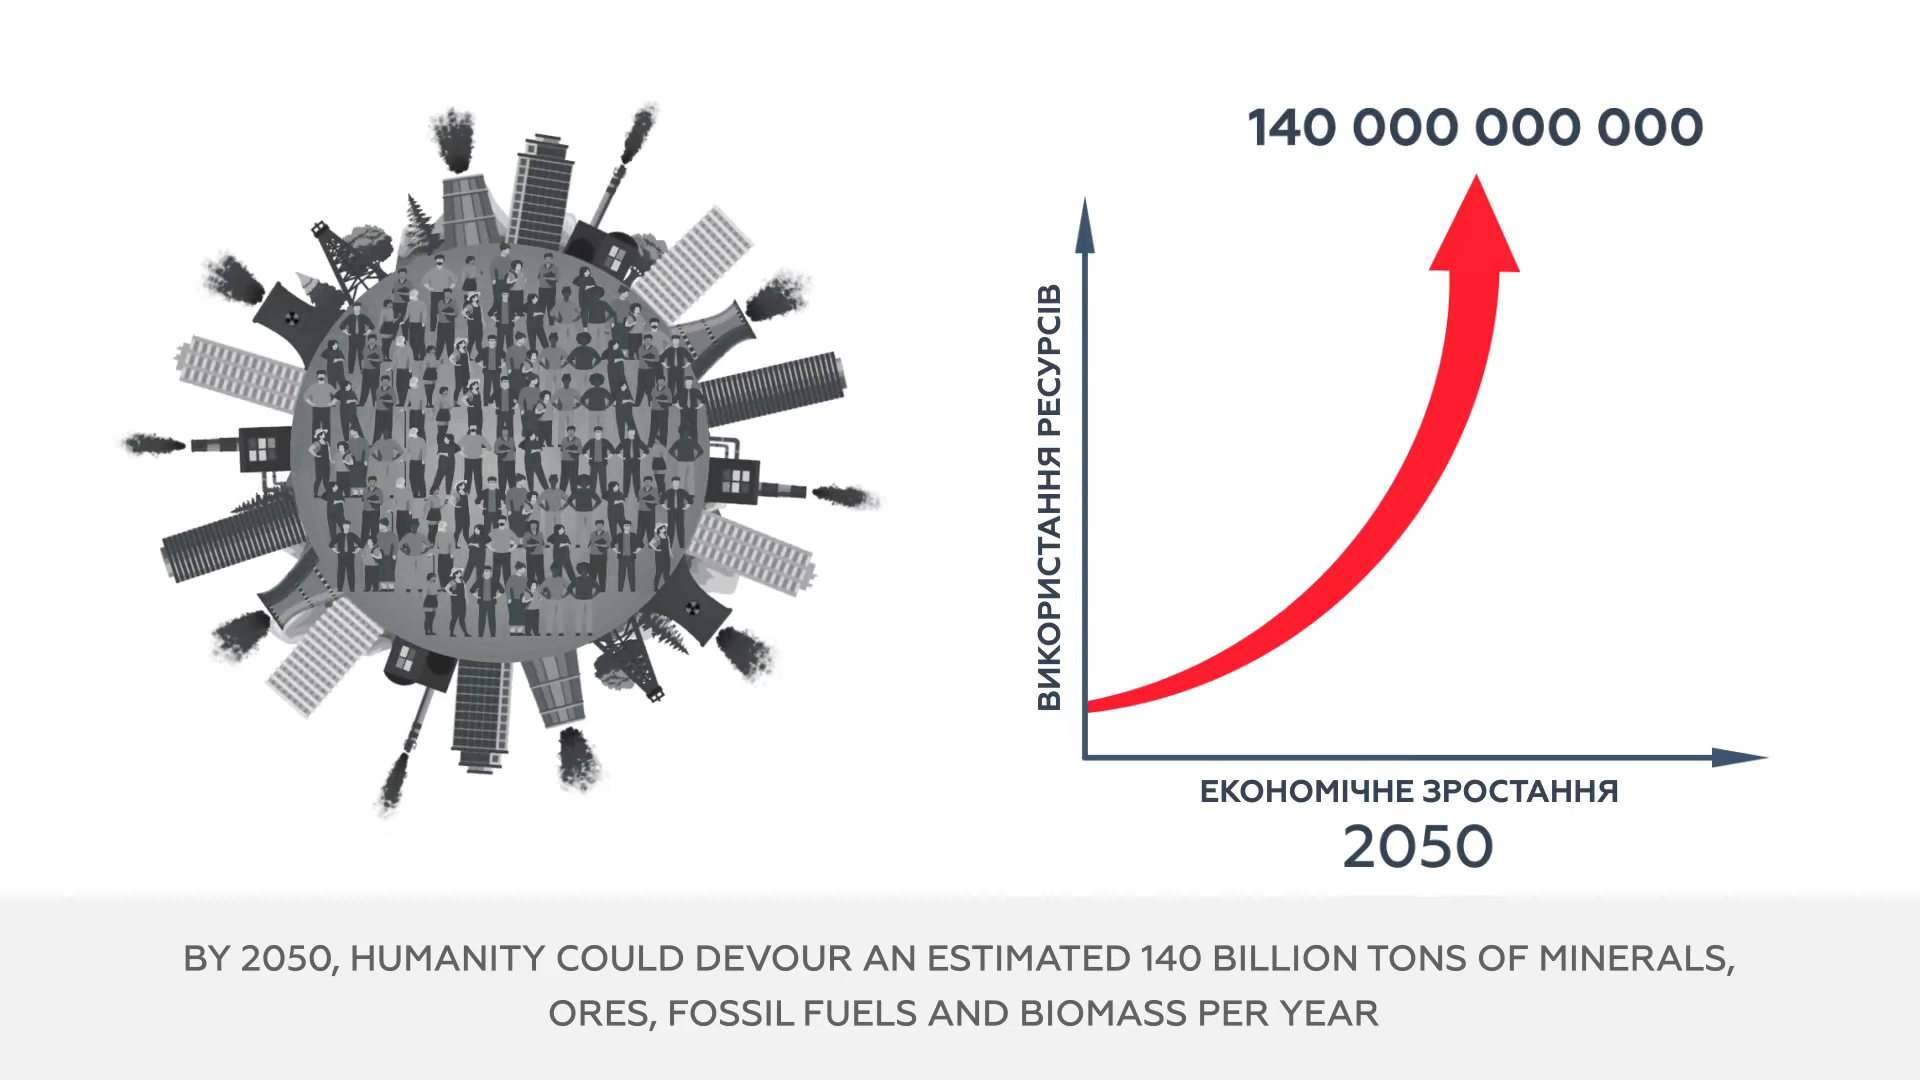 140 000 000 000
ВИКОРИСТАННЯ РЕСУРСІВ
ЕКОНОМІЧНЕ ЗРОСТАННЯ
2050
BY 2050, HUMANITY COULD DEVOUR AN ESTIMATED 140 BILLION TONS OF MINERALS,
ORES, FOSSIL FUELS AND BIOMASS PER YEAR